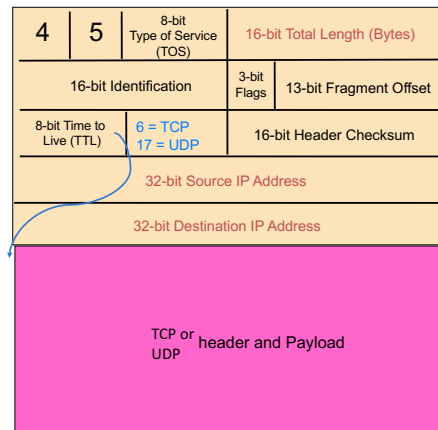 4
5
8-bit
Type of Service
(TOS)
16-bit Total Length (Bytes)
16-bit Identification
3-bit
Flags
13-bit Fragment Offset
8-bit Time to
Live (TTL)
6 = TCP
17 = UDP
16-bit Header Checksum
32-bit Source IP Address
32-bit Destination IP Address
TCP or
UDP
header and Payload